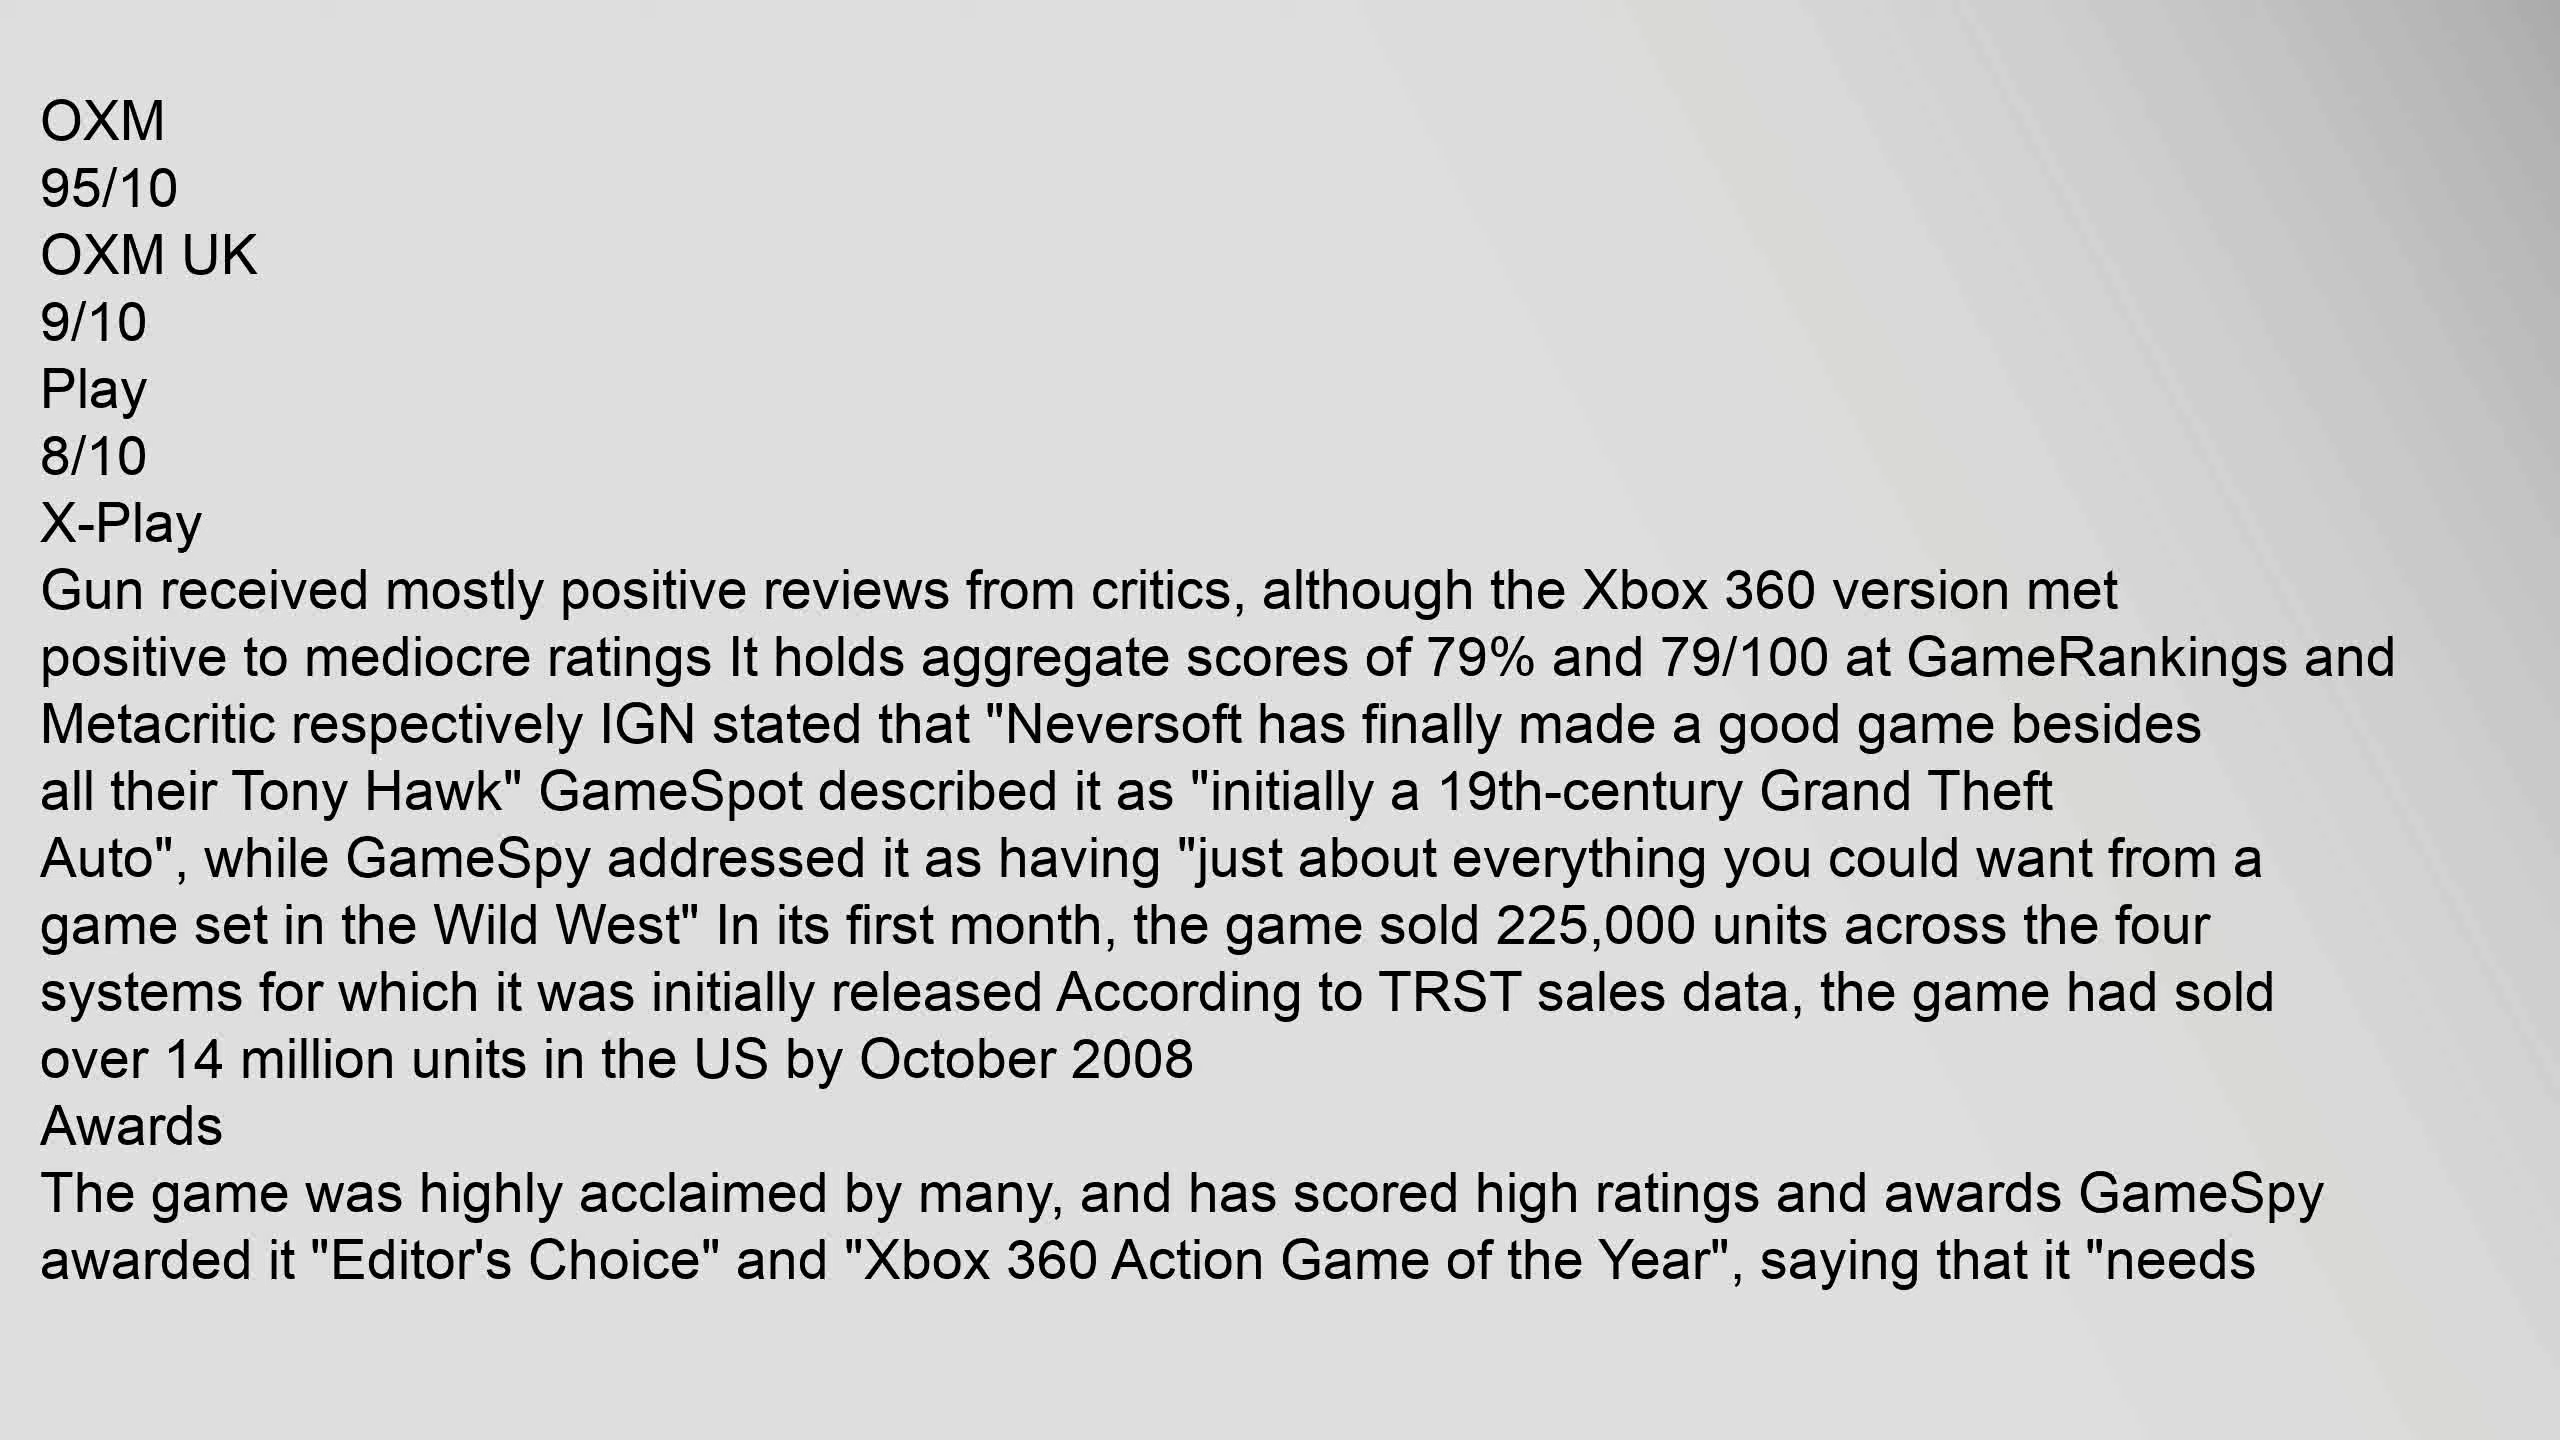 OXM
95/10
OXM UK
9/10
Play
8/10
X-Play
Gun received mostly positive reviews from critics, although the Xbox 360 version met
positive to mediocre ratings It holds aggregate scores of 79% and 79/100 at GameRankings and
Metacritic respectively IGN stated that "Neversoft has finally made a good game besides
all their Tony Hawk" GameSpot described it as "initially a 19th-century Grand Theft
Auto", while GameSpy addressed it as having "just about everything you could want from a
game set in the Wild West" In its first month, the game sold 225,000 units across the four
systems for which it was initially released According to TRST sales data, the game had sold
over 14 million units in the US by October 2008
Awards
The game was highly acclaimed by many, and has scored high ratings and awards GameSpy
awarded it "Editor's Choice" and "Xbox 360 Action Game of the Year", saying that it "needs